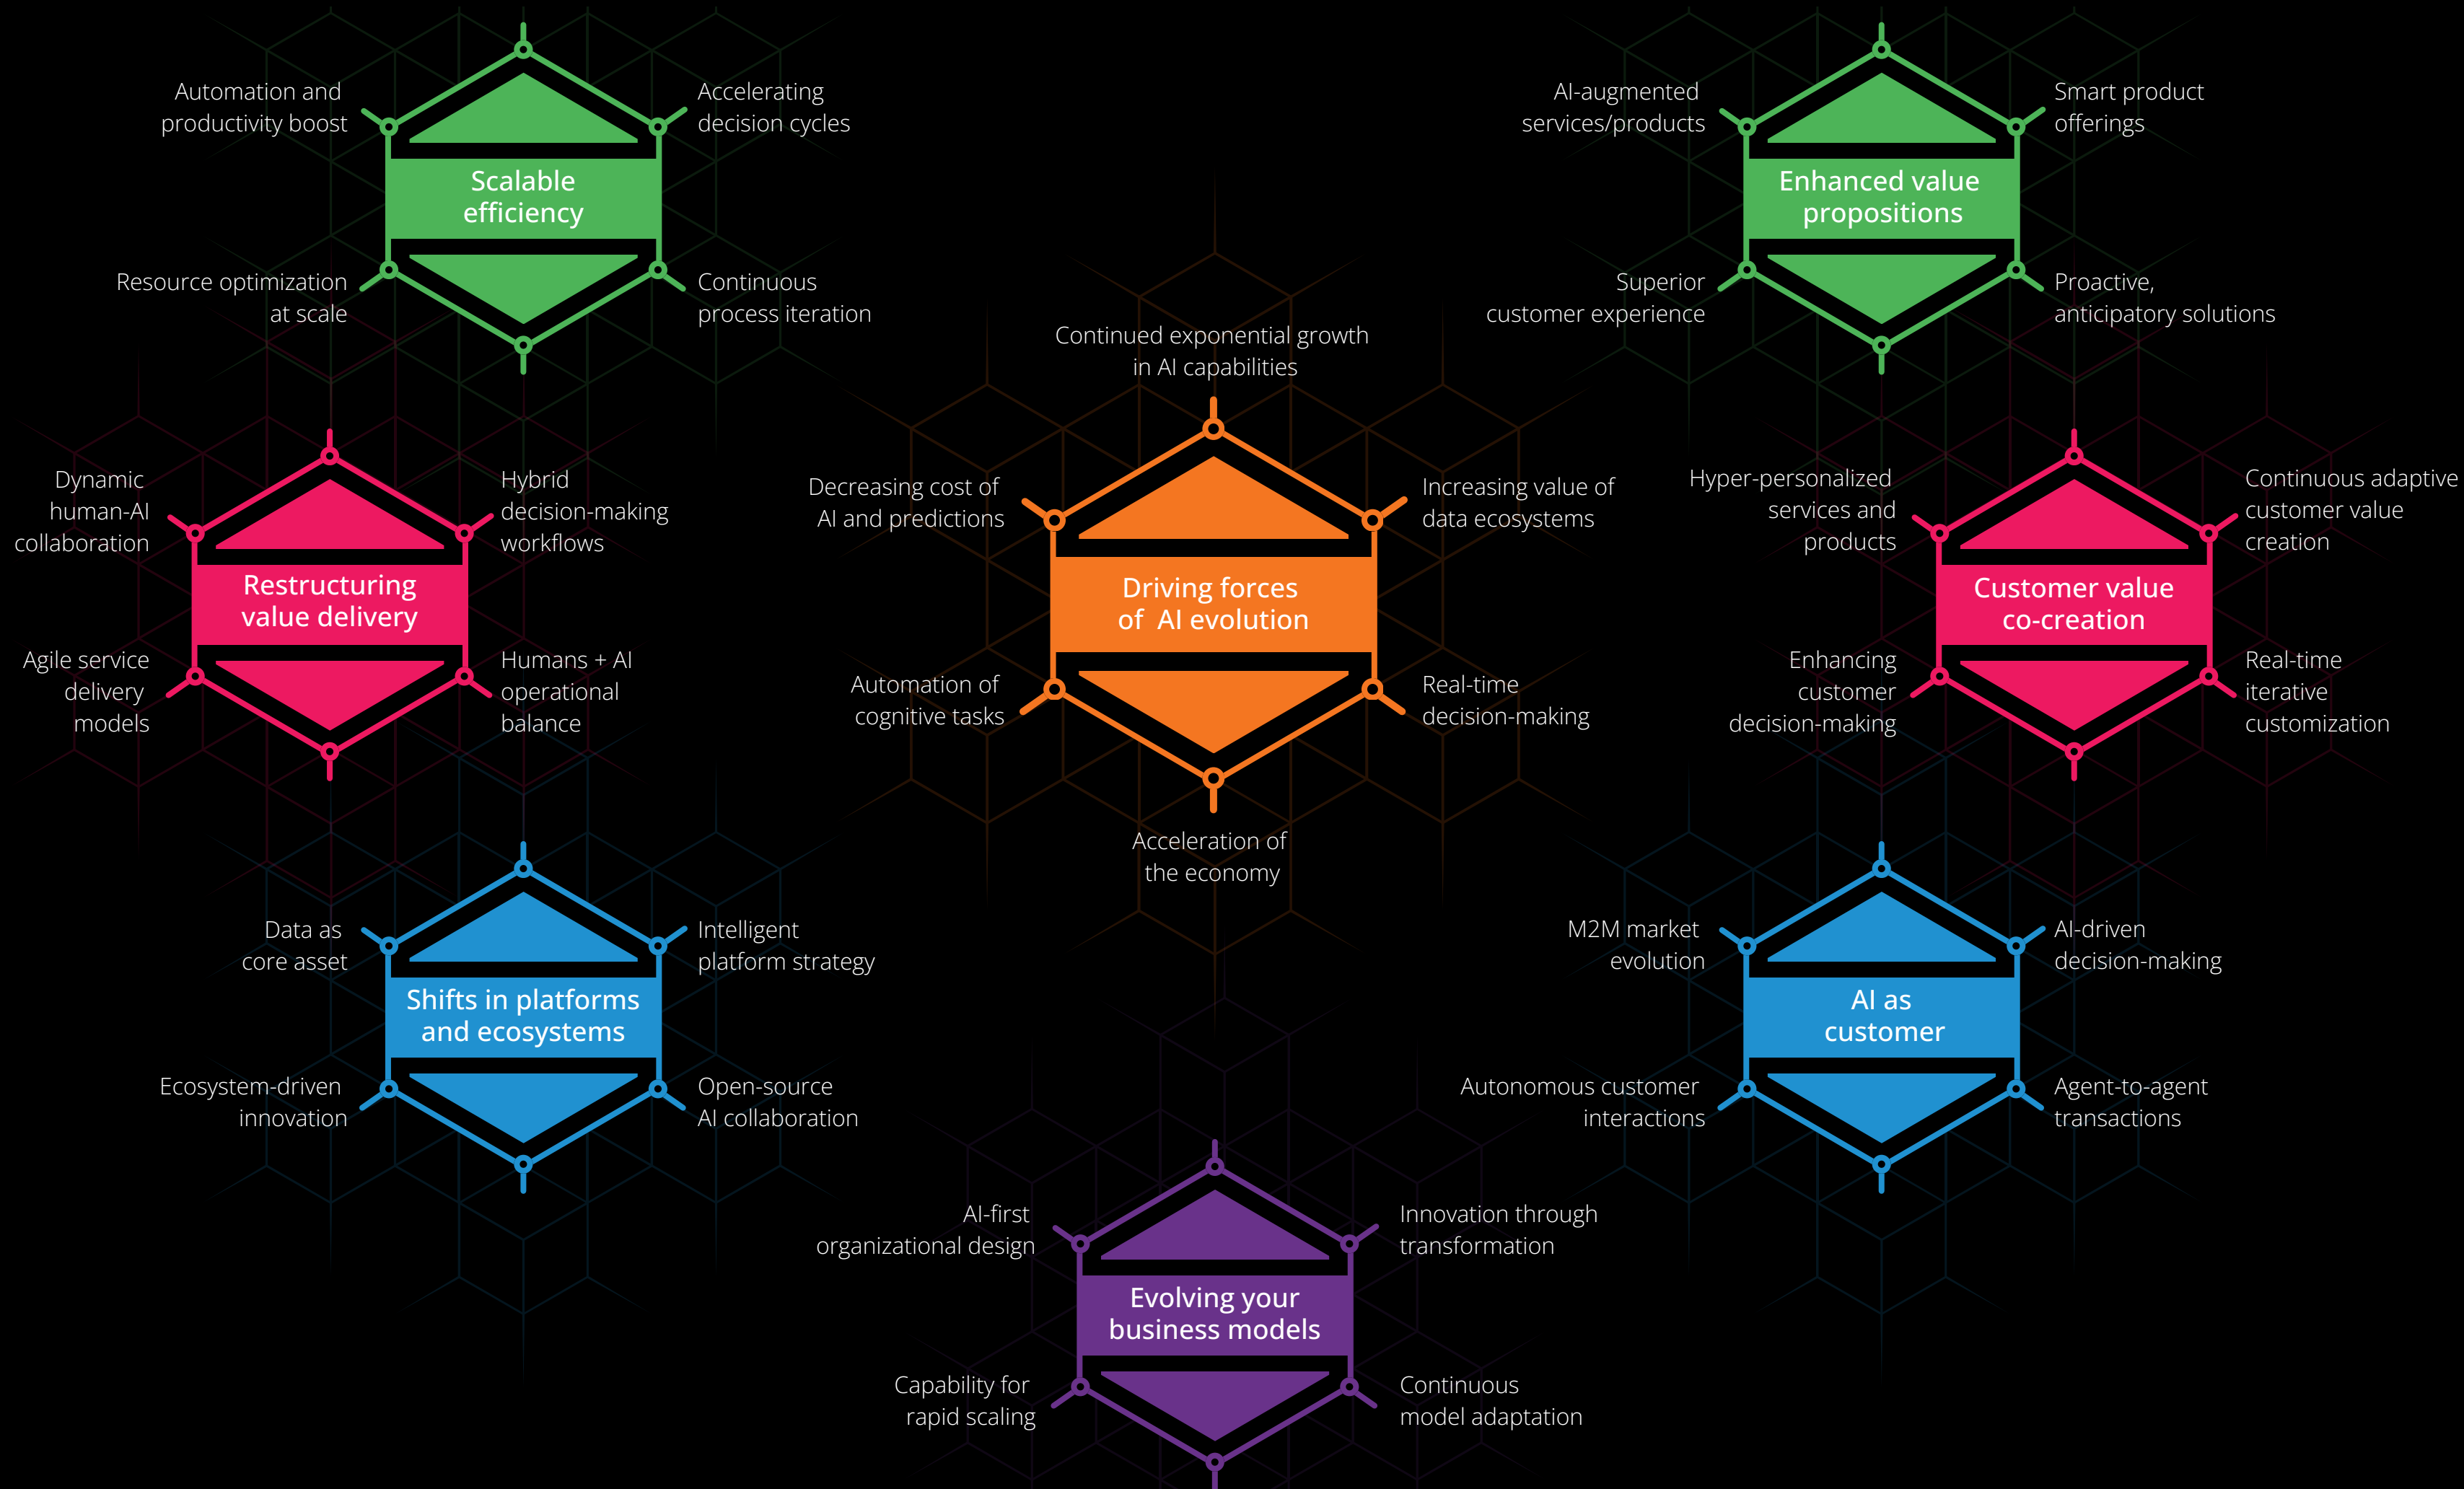 Automation and
productivity boost
Accelerating
decision cycles
Scalable
efficiency
Resource optimization
at scale
Continuous
process iteration
AI-augmented
services/products
Smart product
offerings
Enhanced value
propositions
Superior
customer experience
Proactive,
anticipatory solutions
Dynamic
human-AI
collaboration
Hybrid
decision-making
workflows
Restructuring
value delivery
Agile service
delivery
models
Humans + AI
operational
balance
Continued exponential growth
in AI capabilities
Decreasing cost of
AI and predictions
Increasing value of
data ecosystems
Driving forces
of AI evolution
Automation of
cognitive tasks
Real-time
decision-making
Acceleration of
the economy
Hyper-personalized
services and
products
Continuous adaptive
customer value
creation
Customer value
co-creation
Enhancing
customer
decision-making
Real-time
iterative
customization
Data as
core asset
Intelligent
platform strategy
Shifts in platforms
and ecosystems
Ecosystem-driven
innovation
Open-source
AI collaboration
M2M market
evolution
AI-driven
decision-making
AI as
customer
Autonomous customer
interactions
Agent-to-agent
transactions
AI-first
organizational design
Innovation through
transformation
Evolving your
business models
Capability for
rapid scaling
Continuous
model adaptation